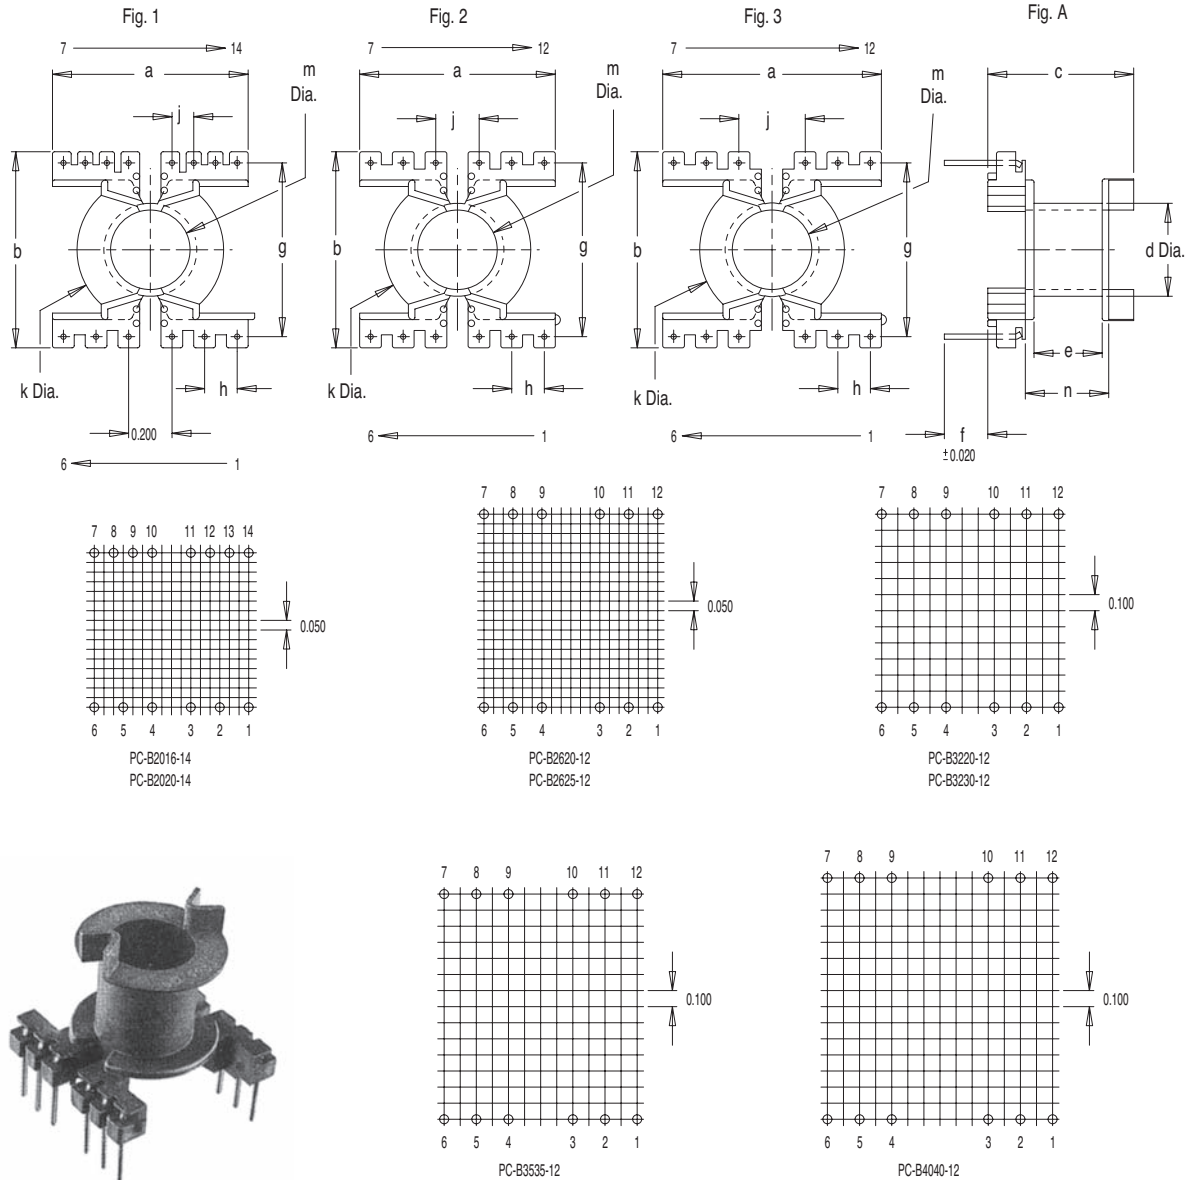 Fig. 1
Fig. 2
Fig. 3
Fig. A
7 14
7 12
7 12
a
m
Dia.
j
b
g
k Dia.
h
0.200
6 1
a
m
Dia.
j
b
g
k Dia.
h
6 1
a
m
Dia.
j
b
g
k Dia.
h
6 1
c
d Dia.
e
n
f
±0.020
7 8 9 10 11 12 13 14
0.050
6 5 4 3 2 1
PC-B2016-14
PC-B2020-14
7 8 9 10 11 12
0.050
6 5 4 3 2 1
PC-B2620-12
PC-B2625-12
7 8 9 10 11 12
0.100
6 5 4 3 2 1
PC-B3220-12
PC-B3230-12
7 8 9 10 11 12
0.100
6 5 4 3 2 1
PC-B3535-12
7 8 9 10 11 12
0.100
6 5 4 3 2 1
PC-B4040-12